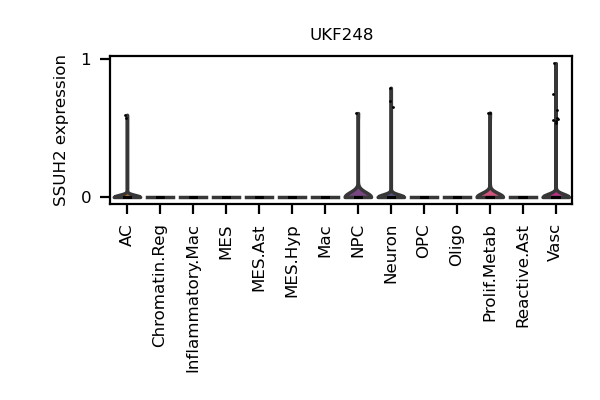 UKF248
SSUH2 expression
1
0
AC
Chromatin.Reg
Inflammatory.Mac
MES
MES.Ast
MES.Hyp
Mac
NPC
Neuron
OPC
Oligo
Prolif.Metab
Reactive.Ast
Vasc